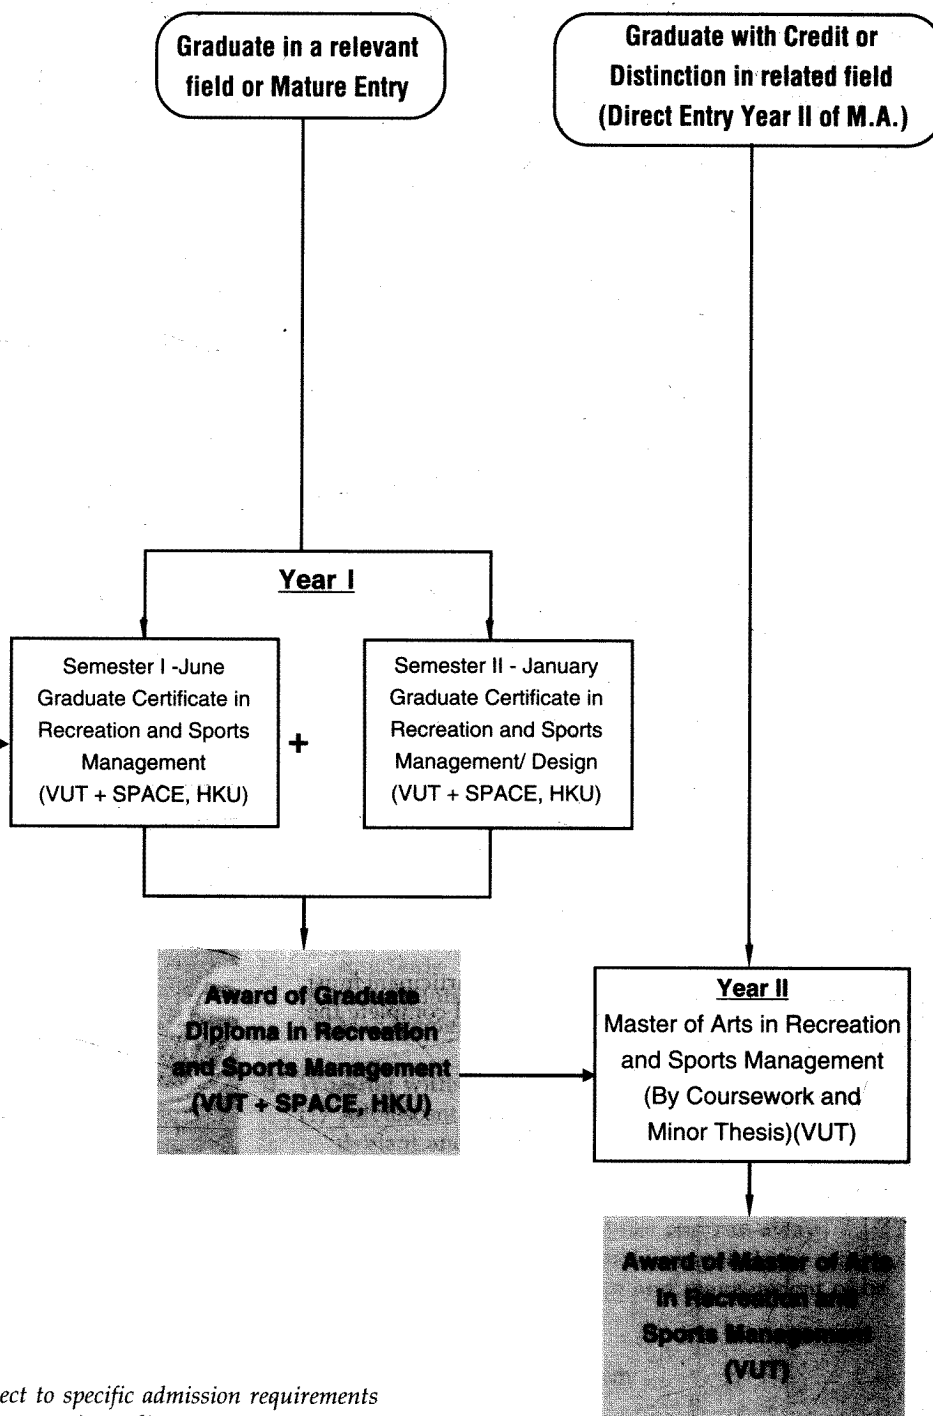 Graduate in a relevant
field or Mature Entry
Graduate with Credit or
Distinction in related field
(Direct Entry Year II of M.A.)
Year I
Semester I -June
Graduate Certificate in
Recreation and Sports
Management
(VUT + SPACE, HKU)
+
Semester II - January
Graduate Certificate in
Recreation and Sports
Management/ Design
(VUT + SPACE, HKU)
Award of Graduate
Diploma in Recreation
and Sports Management
(VUT + SPACE, HKU)
Year II
Master of Arts in Recreation
and Sports Management
(By Coursework and
Minor Thesis)(VUT)
Award of Master of Arts
in Recreation and
Sports Management
(VUT)
ect to specific admission requirements